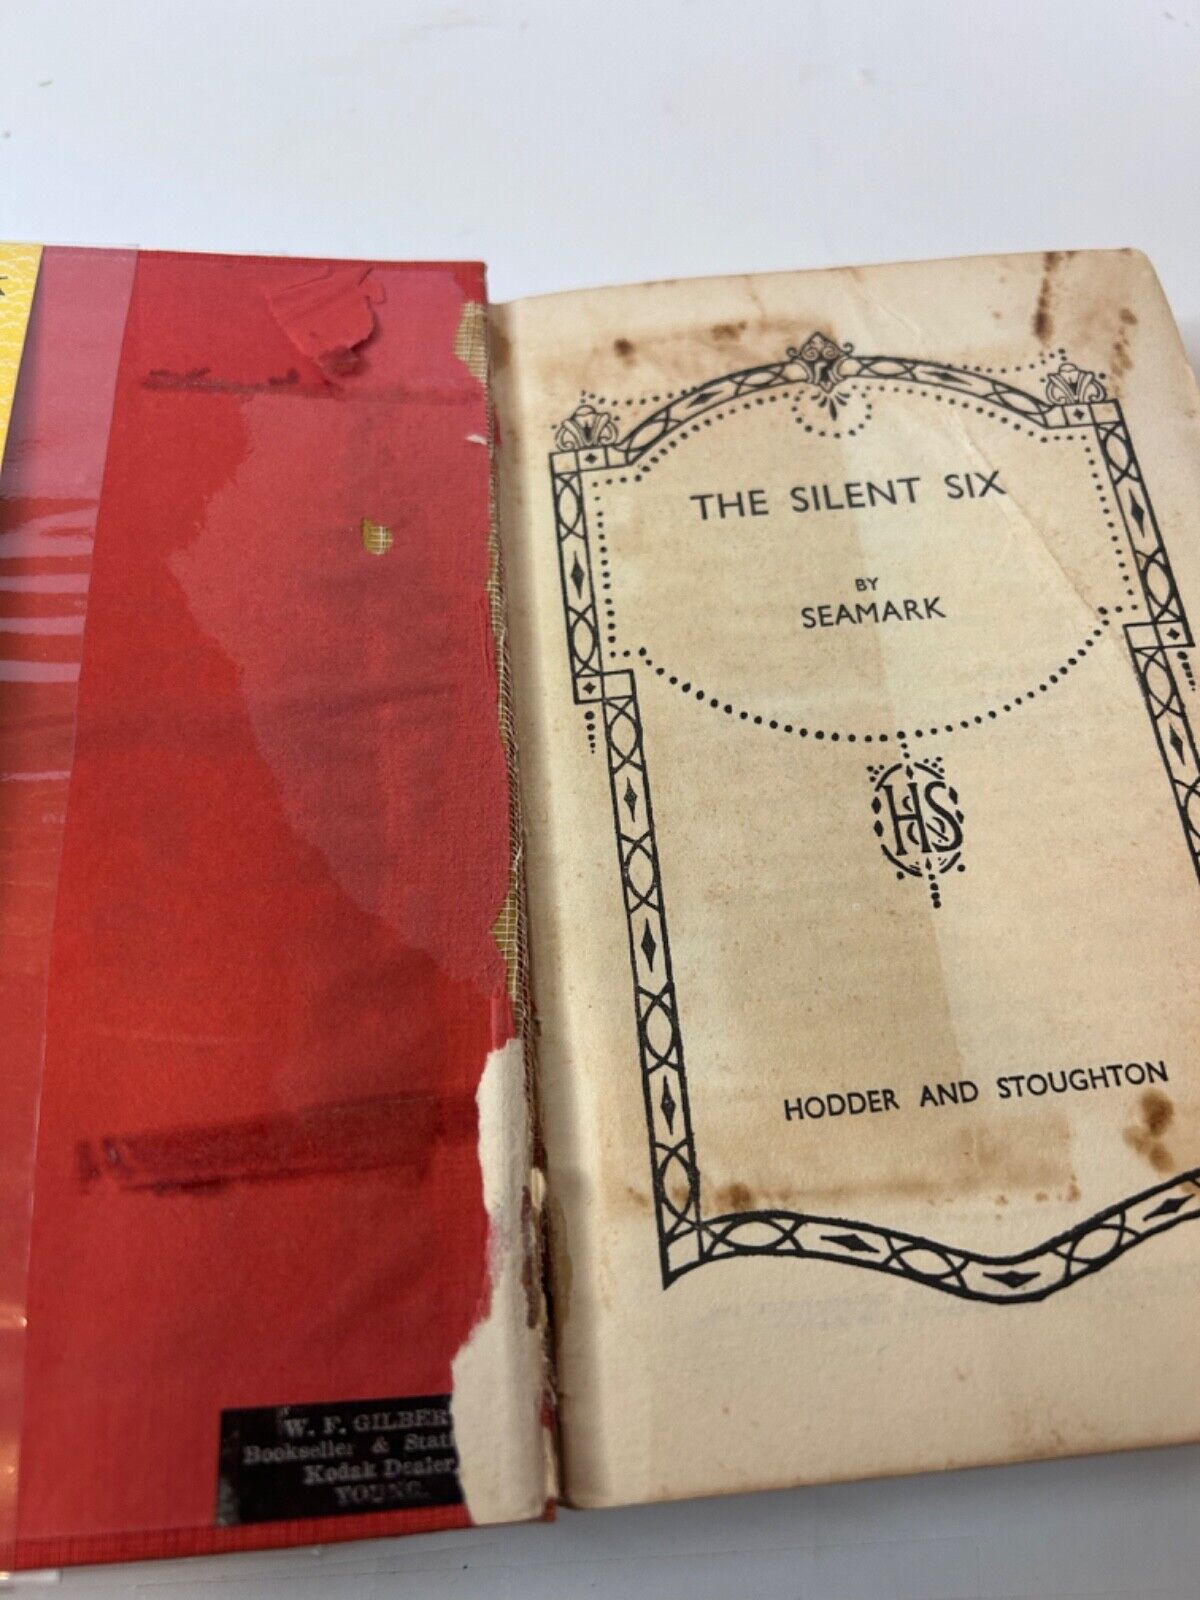 THE SILENT SIX
BY
SEAMARK
HS
HODDER AND STOUGHTON
W. F. GILBER
Bookseller & Stati
Kodak Dealer,
YOUNG.